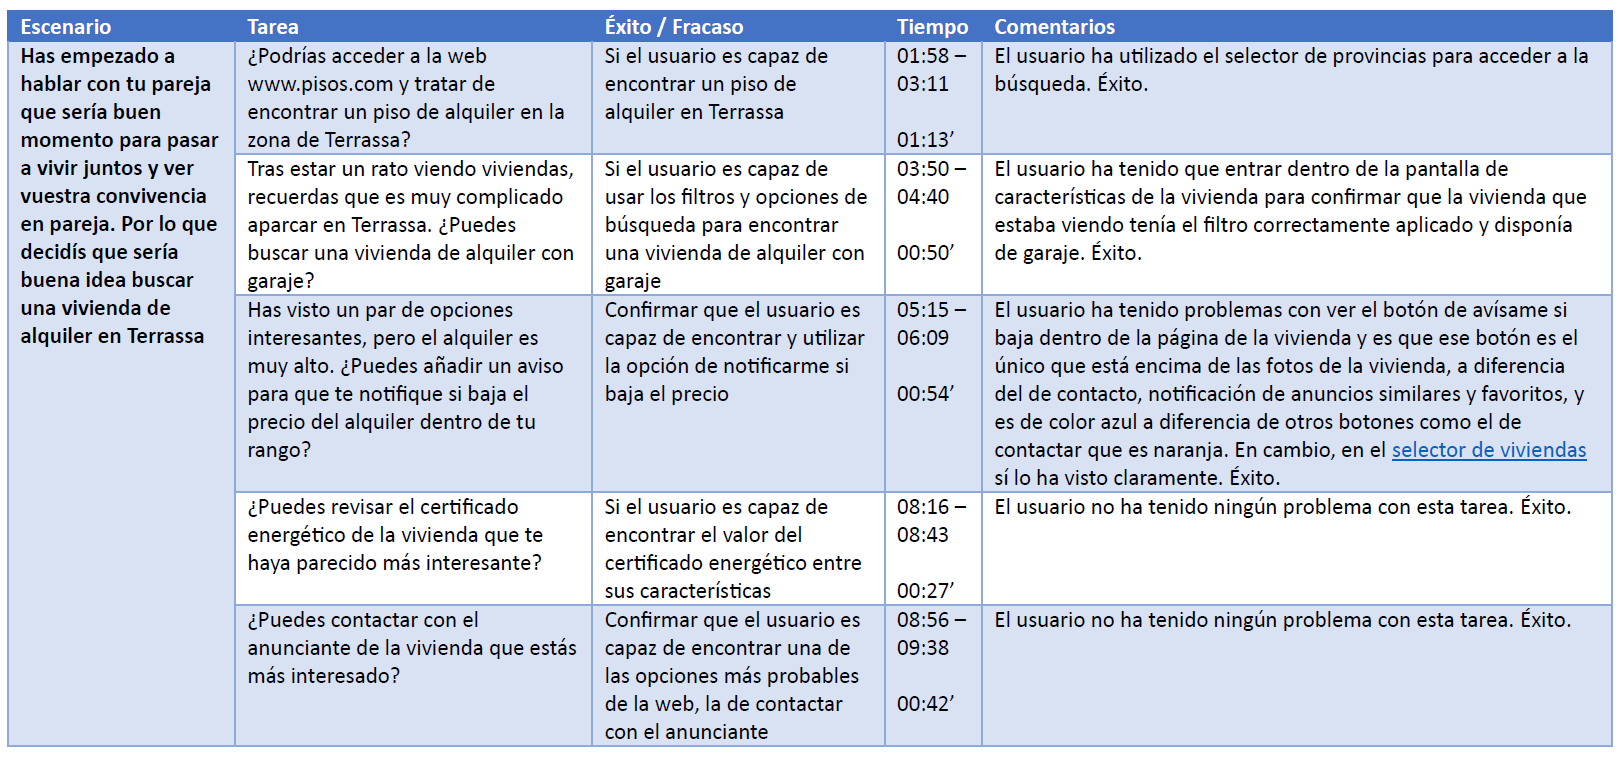 Escenario
Tarea
Éxito / Fracaso
Tiempo
Comentarios
Has empezado a
hablar con tu pareja
que sería buen
momento para pasar
a vivir juntos y ver
vuestra convivencia
en pareja. Por lo que
decidís que sería
buena idea buscar
una vivienda de
alquiler en Terrassa
¿Podrías acceder a la web
www.pisos.com y tratar de
encontrar un piso de alquiler en la
zona de Terrassa?
Si el usuario es capaz de
encontrar un piso de
alquiler en Terrassa
01:58 –
03:11
01:13’
El usuario ha utilizado el selector de provincias para acceder a la
búsqueda. Éxito.
Tras estar un rato viendo viviendas,
recuerdas que es muy complicado
aparcar en Terrassa. ¿Puedes
buscar una vivienda de alquiler con
garaje?
Si el usuario es capaz de
usar los filtros y opciones de
búsqueda para encontrar
una vivienda de alquiler con
garaje
03:50 –
04:40
00:50’
El usuario ha tenido que entrar dentro de la pantalla de
características de la vivienda para confirmar que la vivienda que
estaba viendo tenía el filtro correctamente aplicado y disponía
de garaje. Éxito.
Has visto un par de opciones
interesantes, pero el alquiler es
muy alto. ¿Puedes añadir un aviso
para que te notifique si baja el
precio del alquiler dentro de tu
rango?
Confirmar que el usuario es
capaz de encontrar y utilizar
la opción de notificarme si
baja el precio
05:15 –
06:09
00:54’
El usuario ha tenido problemas con ver el botón de avísame si
baja dentro de la página de la vivienda y es que ese botón es el
único que está encima de las fotos de la vivienda, a diferencia
del de contacto, notificación de anuncios similares y favoritos, y
es de color azul a diferencia de otros botones como el de
contactar que es naranja. En cambio, en el selector de viviendas
sí lo ha visto claramente. Éxito.
¿Puedes revisar el certificado
energético de la vivienda que te
haya parecido más interesante?
Si el usuario es capaz de
encontrar el valor del
certificado energético entre
sus características
08:16 –
08:43
00:27’
El usuario no ha tenido ningún problema con esta tarea. Éxito.
¿Puedes contactar con el
anunciante de la vivienda que estás
más interesado?
Confirmar que el usuario es
capaz de encontrar una de
las opciones más probables
de la web, la de contactar
con el anunciante
08:56 –
09:38
00:42’
El usuario no ha tenido ningún problema con esta tarea. Éxito.